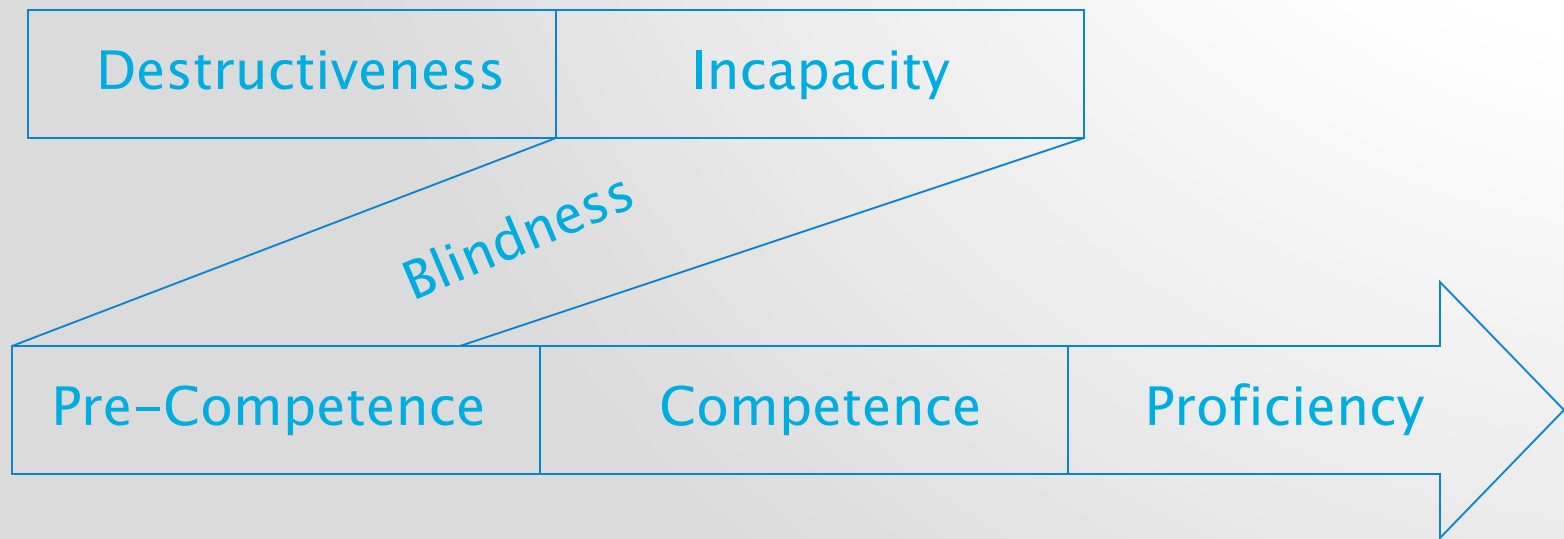 Destructiveness
Incapacity
Blindness
Pre-Competence
Competence
Proficiency